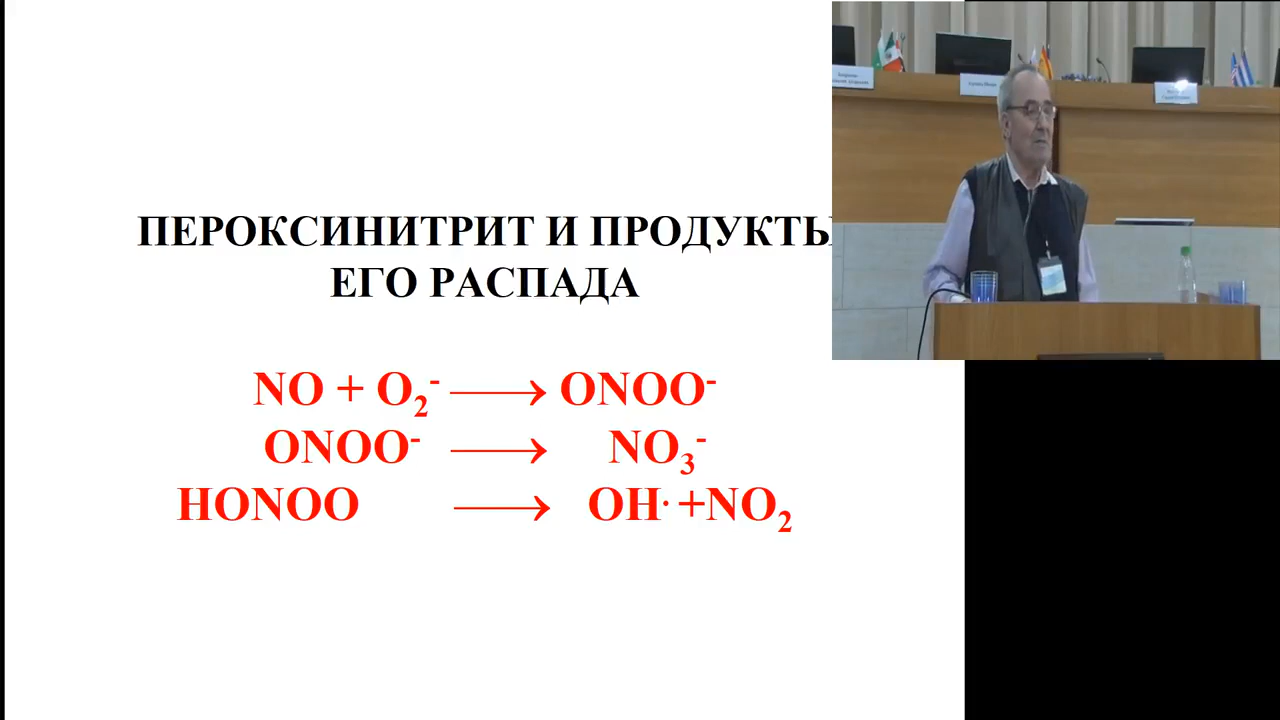 ПЕРОКСИНИТРИТ И ПРОДУКТЫ
ЕГО РАСПАДА
NO + O₂⁻ ⟶ ONOO⁻
ONOO⁻ ⟶ NO₃⁻
HONOO ⟶ OH· +NO₂